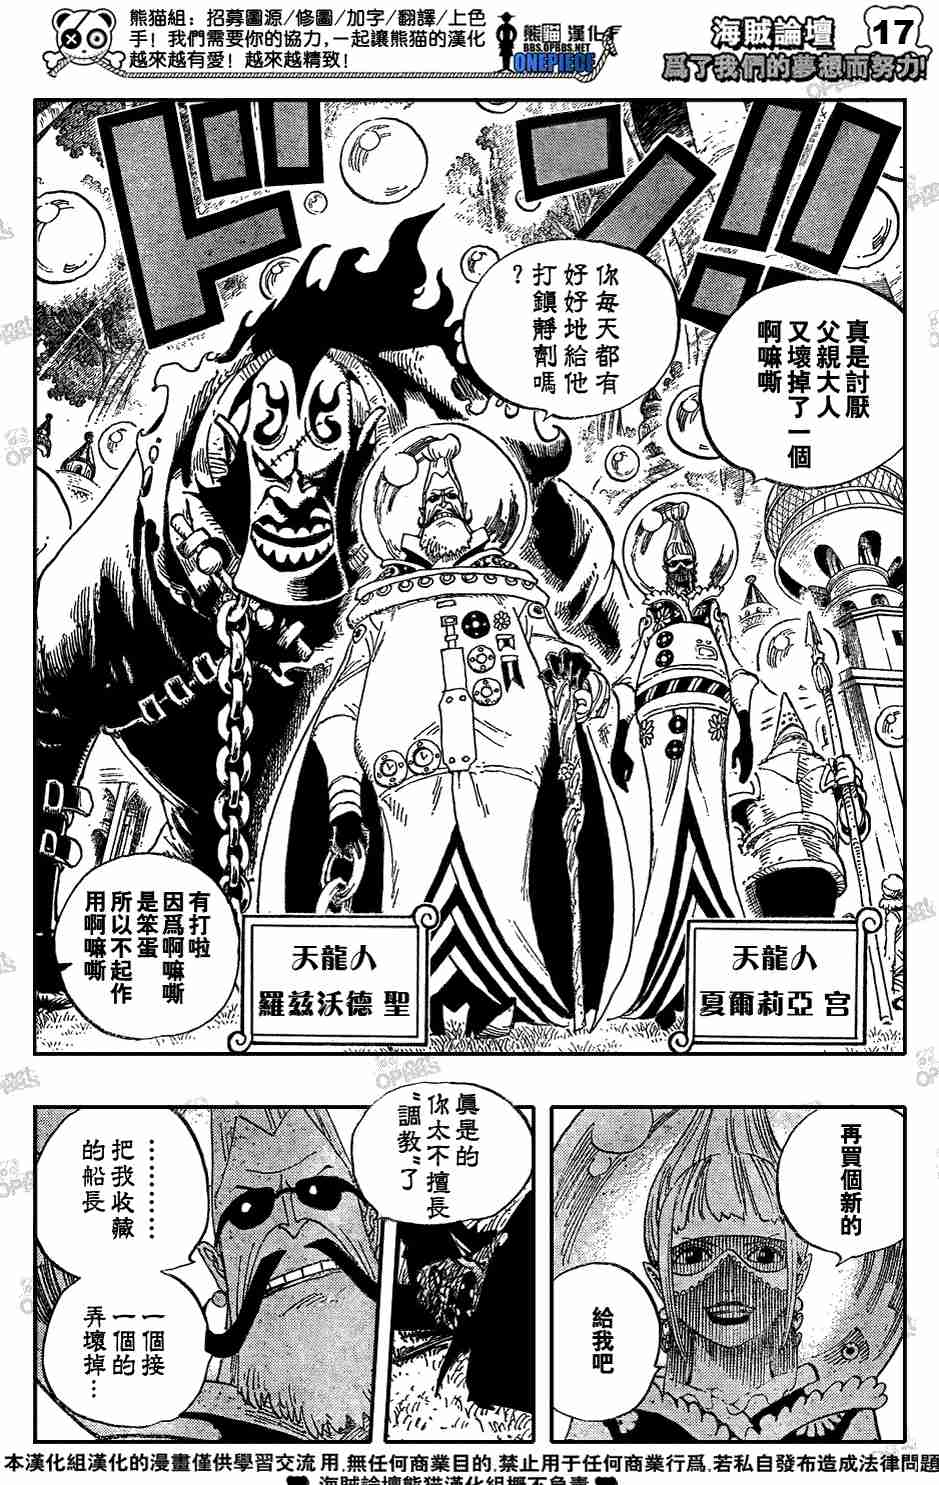 熊猫組：招募圖源/修圖/加字/翻譯/上色
手！我們需要你的協力,一起讓熊猫的漢化
越來越有愛！越來越精致！
熊貓 漢化
BBS.OPBBS.NET
ONEPIECE
海賊論壇
爲了我們的夢想而努力!
17
ドン!!
真是討厭
父親大人
又壞掉了一個
啊嘛嘶
你每天都有
好好地給他
打鎮靜劑嗎
？
有打啦
因爲啊嘛嘶
是笨蛋
所以不起作
用啊嘛嘶
天龍人
夏爾莉亞 宮
天龍人
羅茲沃德 聖
再買個新的
給我吧
真是的
你太不擅長
"調教"了
………
把我收藏
的船長
一個接
一個的
弄壞掉…
本漢化組漢化的漫畫僅供學習交流 用,無任何商業目的,禁止用于任何商業行爲,若私自發布造成法律問題
海賊論壇熊猫漢化組概不負責